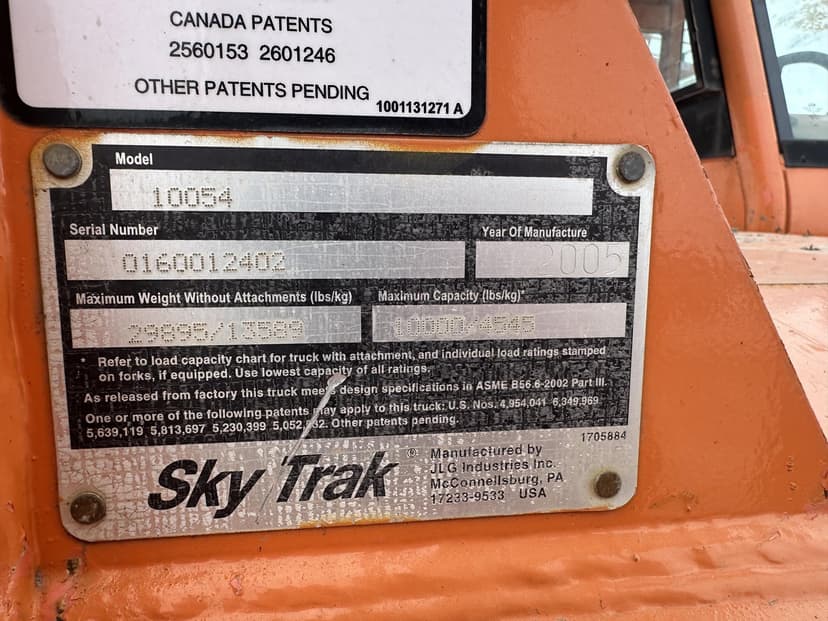 CANADA PATENTS
2560153 2601246
OTHER PATENTS PENDING
1001131271 A
Model
10054
Serial Number
0160012402
Year Of Manufacture
2005
Maximum Weight Without Attachments (lbs/kg)
29895/13589
Maximum Capacity (lbs/kg)*
10000/4545
* Refer to load capacity chart for truck with attachment, and individual load ratings stamped
on forks, if equipped. Use lowest capacity of all ratings.
As released from factory this truck meets design specifications in ASME B56.6-2002 Part III.
One or more of the following patents may apply to this truck: U.S. Nos. 4,954,041 6,349,969
5,639,119 5,813,697 5,230,399 Other patents pending.
1705884
Sky Trak ®
Manufactured by
JLG Industries Inc.
McConnellsburg, PA
17233-9533 USA